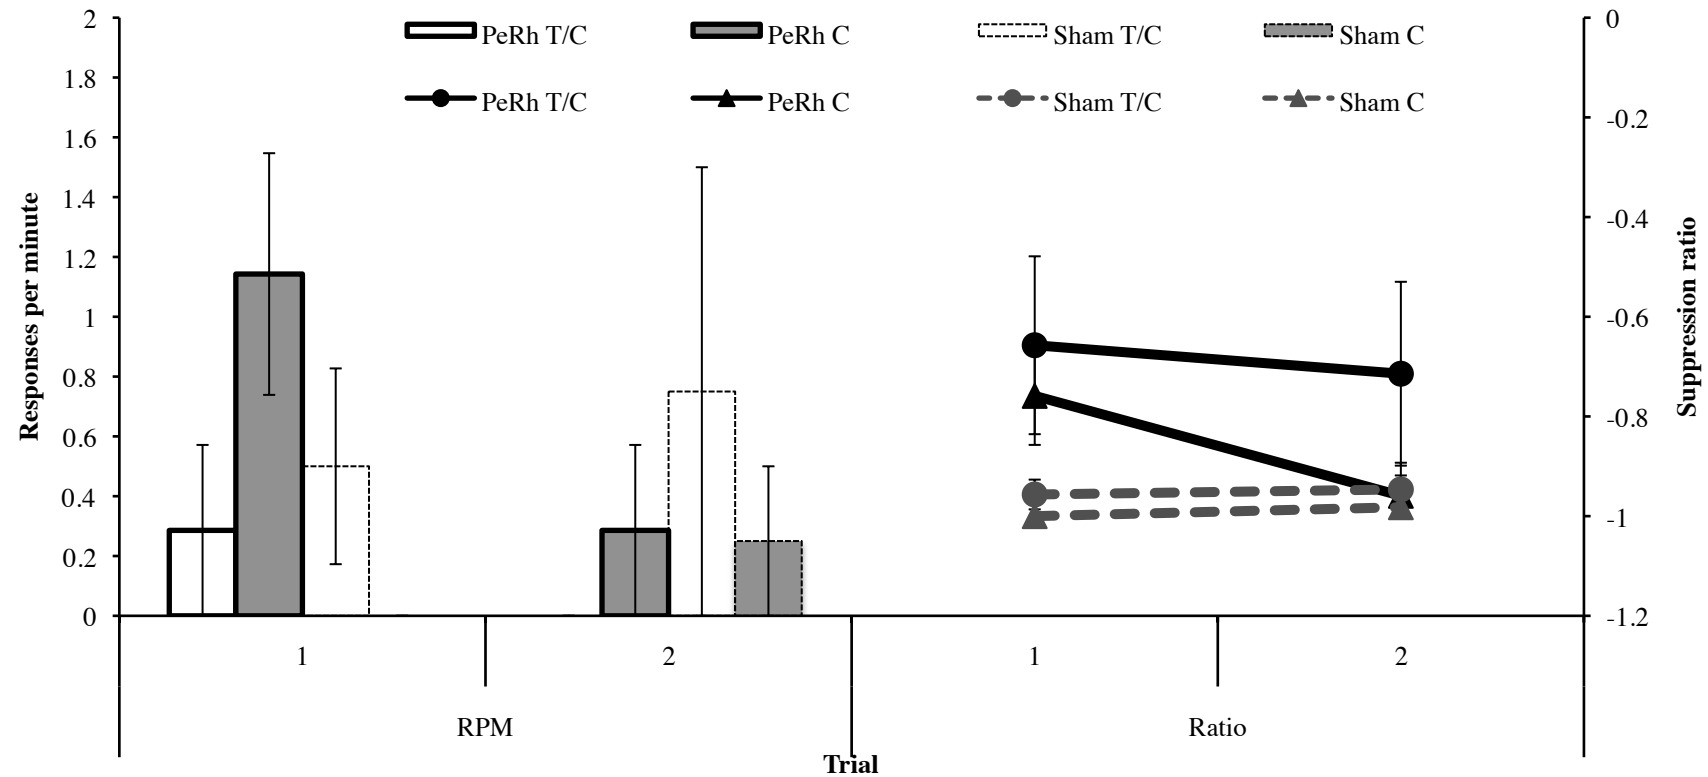 PeRh T/C PeRh C Sham T/C Sham C
PeRh T/C PeRh C Sham T/C Sham C
Responses per minute
2
1.8
1.6
1.4
1.2
1
0.8
0.6
0.4
0.2
0
0
-0.2
-0.4
-0.6
-0.8
-1
-1.2
Suppression ratio
1 2 1 2
RPM Ratio
Trial